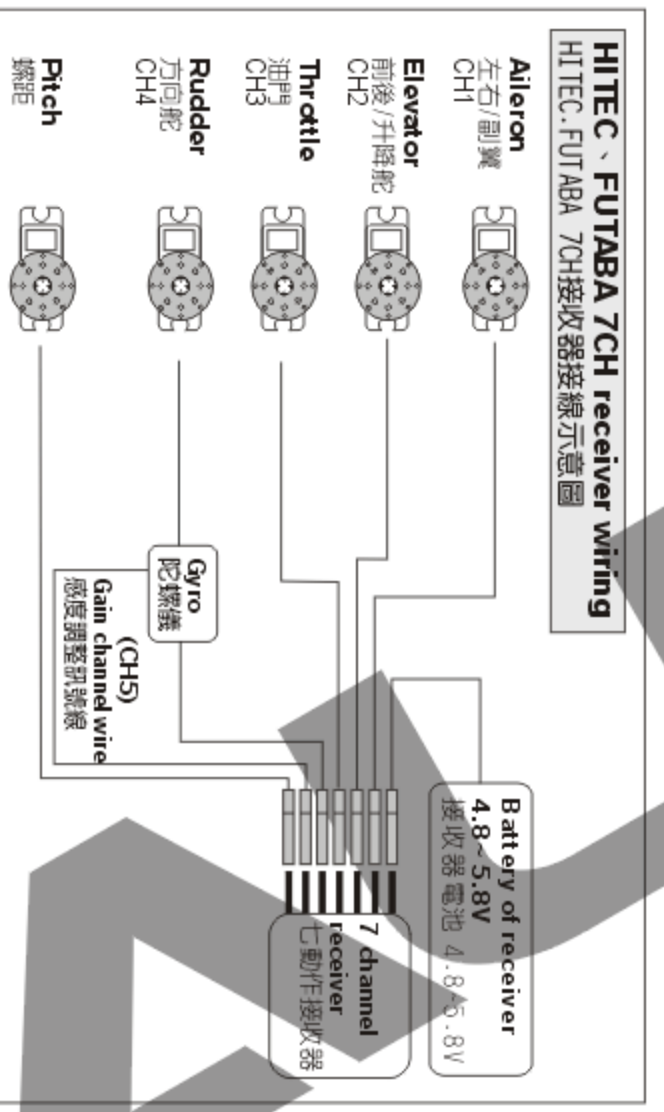 HITEC、FUTABA 7CH receiver wiring
HITEC.FUTABA 7CH接收器接線示意圖
Aileron
左右/副翼
CH1
Elevator
前後/升降舵
CH2
Throttle
油門
CH3
Rudder
方向舵
CH4
Pitch
螺距
Gyro
陀螺儀
(CH5)
Gain channel wire
感度調整訊號線
Battery of receiver
4.8~5.8V
接收器電池 4.8~5.8V
7 channel
receiver
七動作接收器